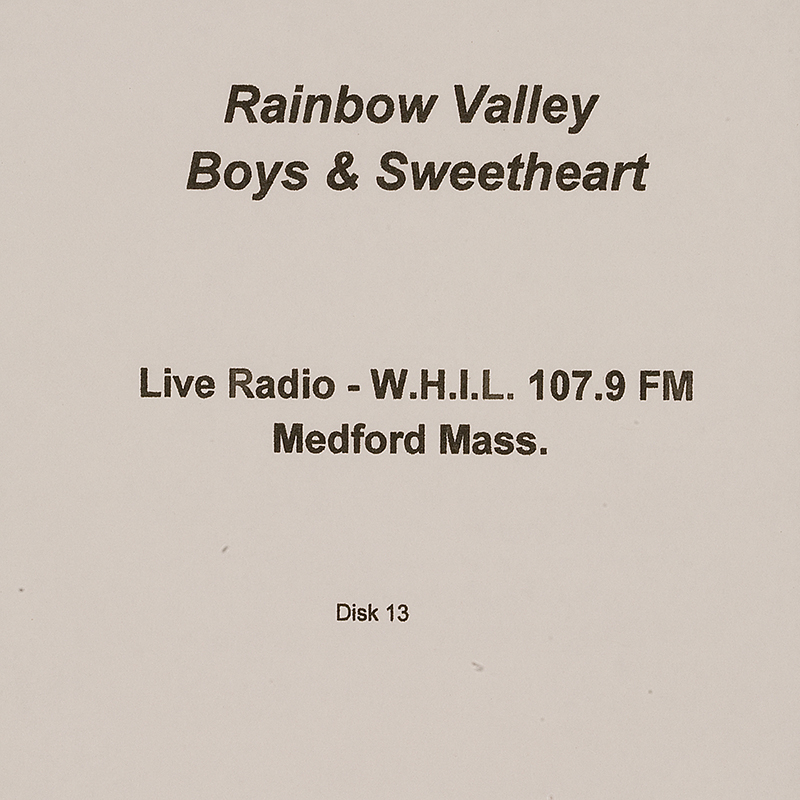 Rainbow Valley
Boys & Sweetheart
Live Radio - W.H.I.L. 107.9 FM
Medford Mass.
Disk 13